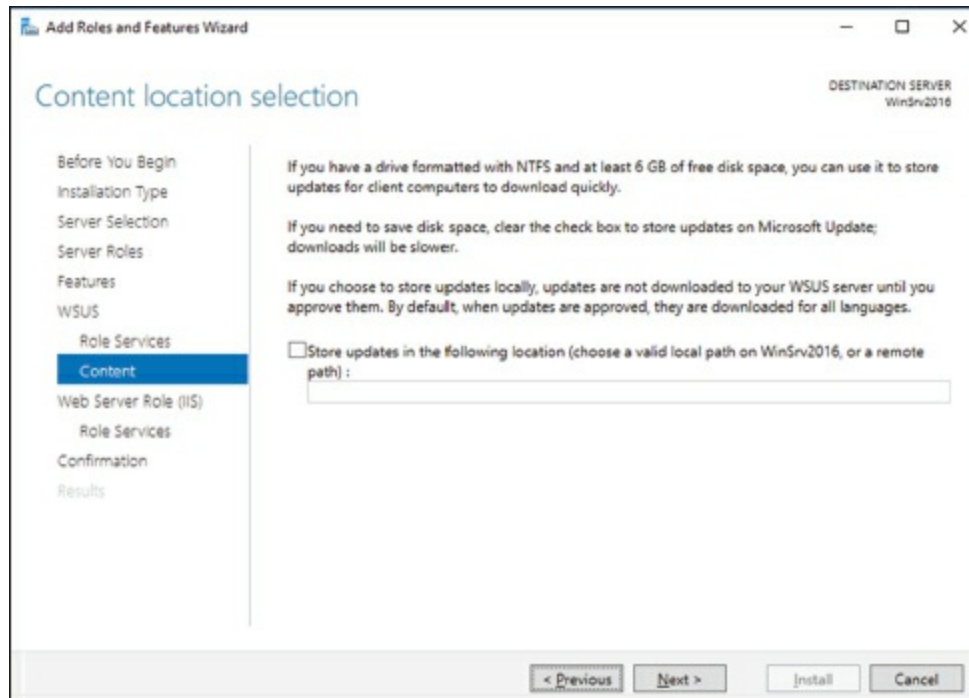 Add Roles and Features Wizard
Content location selection
DESTINATION SERVER
WinSrv2016
Before You Begin
Installation Type
Server Selection
Server Roles
Features
WSUS
Role Services
Content
Web Server Role (IIS)
Role Services
Confirmation
Results
If you have a drive formatted with NTFS and at least 6 GB of free disk space, you can use it to store
updates for client computers to download quickly.
If you need to save disk space, clear the check box to store updates on Microsoft Update;
downloads will be slower.
If you choose to store updates locally, updates are not downloaded to your WSUS server until you
approve them. By default, when updates are approved, they are downloaded for all languages.
Store updates in the following location (choose a valid local path on WinSrv2016, or a remote
path) :
< Previous
Next >
Install
Cancel